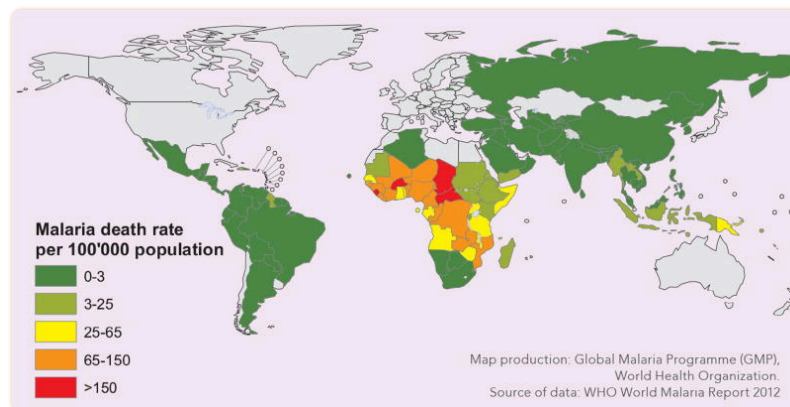 Malaria death rate
per 100'000 population
0-3
3-25
25-65
65-150
>150
Map production: Global Malaria Programme (GMP),
World Health Organization.
Source of data: WHO World Malaria Report 2012